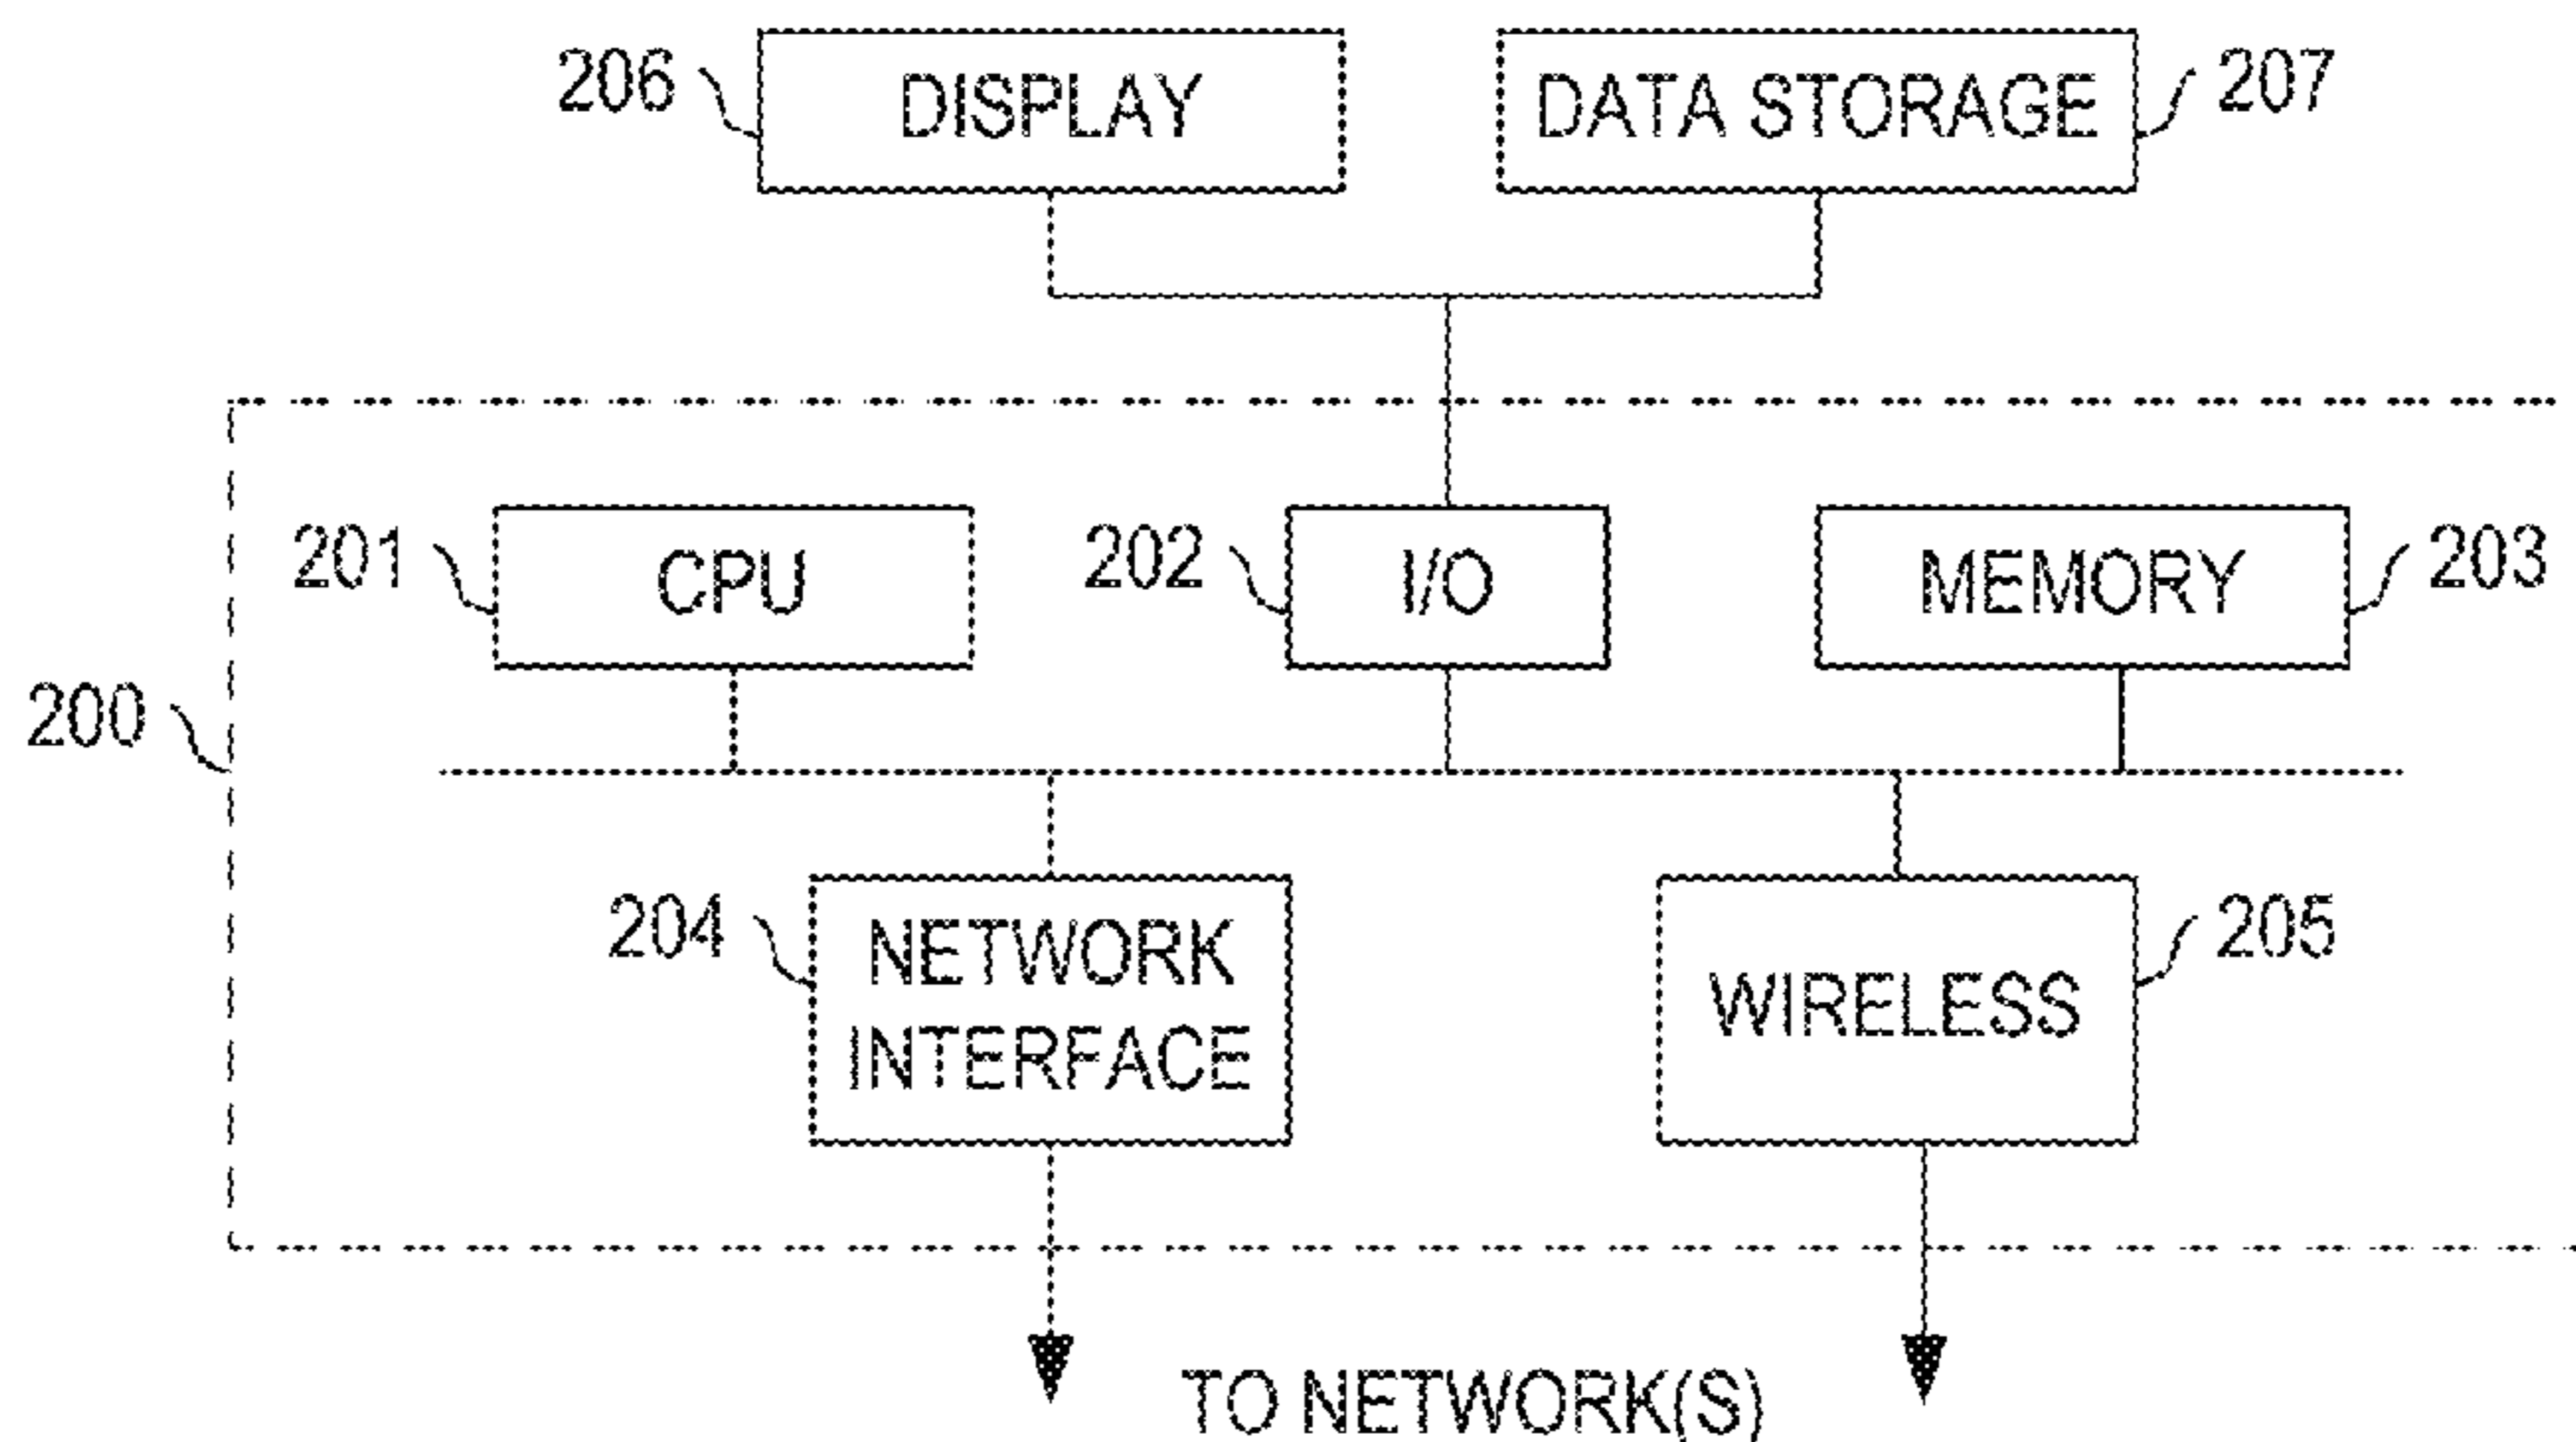 206 DISPLAY DATA STORAGE 207
201 CPU 202 I/O MEMORY 203
200
204 NETWORK INTERFACE WIRELESS 205
TO NETWORK(S)